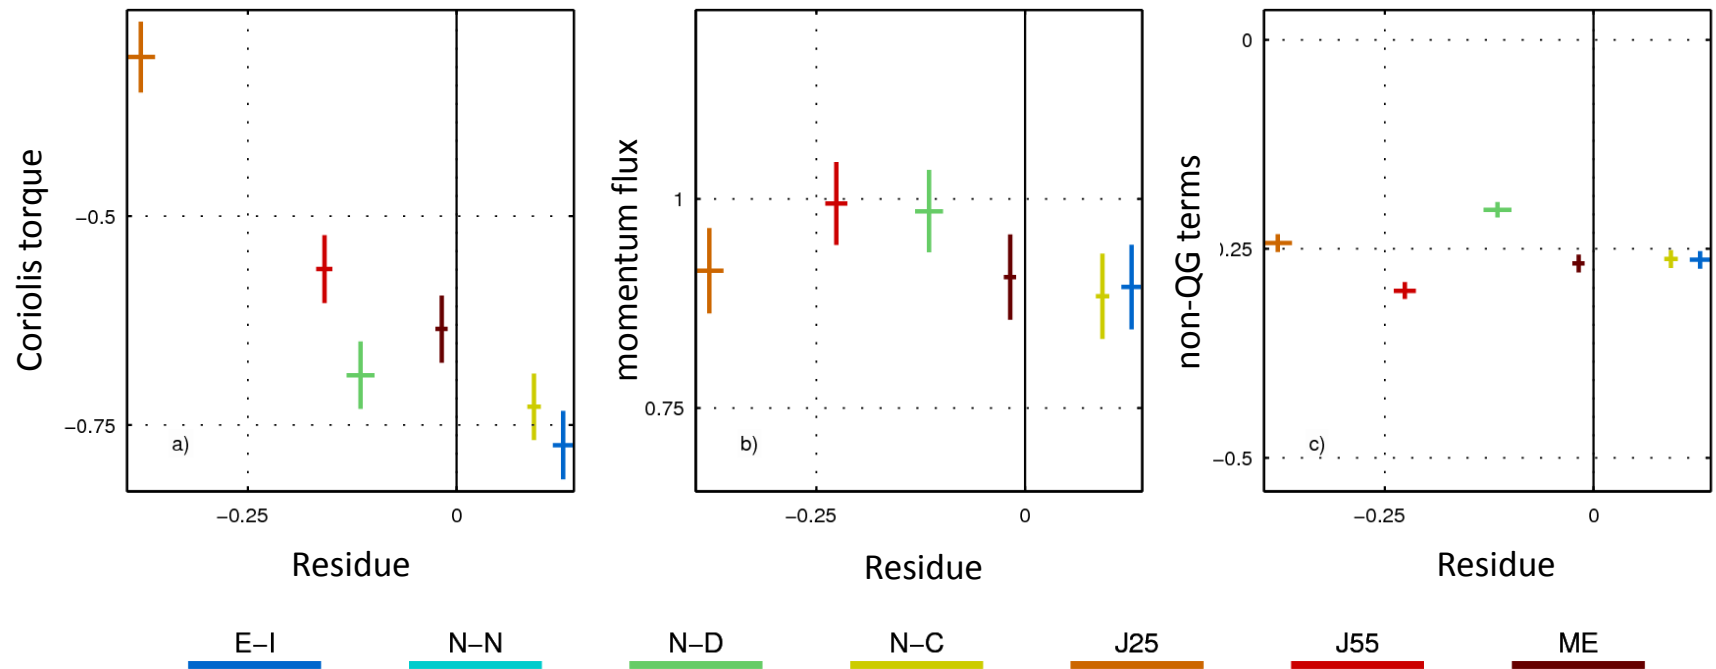 Coriolis torque
−0.5
−0.75
a)
−0.25 0
Residue
momentum flux
1
0.75
b)
−0.25 0
Residue
non-QG terms
0
).25
−0.5
c)
−0.25 0
Residue
E−I N−N N−D N−C J25 J55 ME